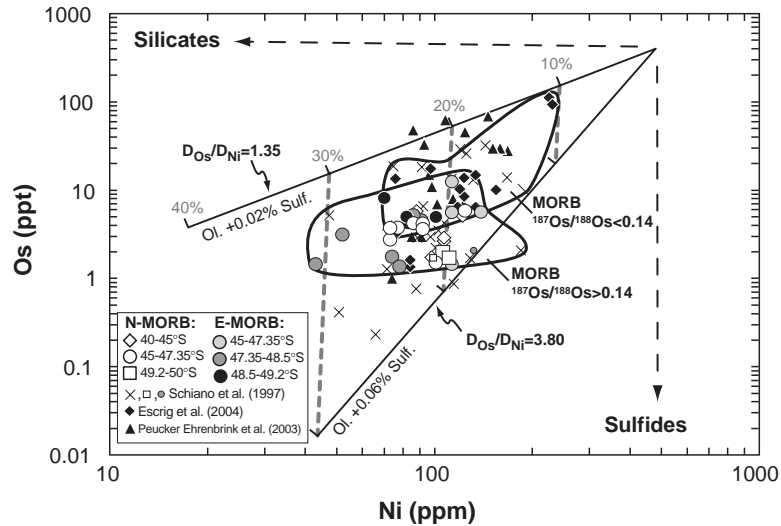 1000
100
10
1
0.1
0.01
Os (ppt)
Silicates
10%
20%
30%
40%
D_Os/D_Ni=1.35
Ol. +0.02% Sulf.
MORB
187Os/188Os<0.14
MORB
187Os/188Os>0.14
D_Os/D_Ni=3.80
Ol. +0.06% Sulf.
Sulfides
N-MORB: E-MORB:
40-45°S 45-47.35°S
45-47.35°S 47.35-48.5°S
49.2-50°S 48.5-49.2°S
Schiano et al. (1997)
Escrig et al. (2004)
Peucker Ehrenbrink et al. (2003)
10 100 1000
Ni (ppm)